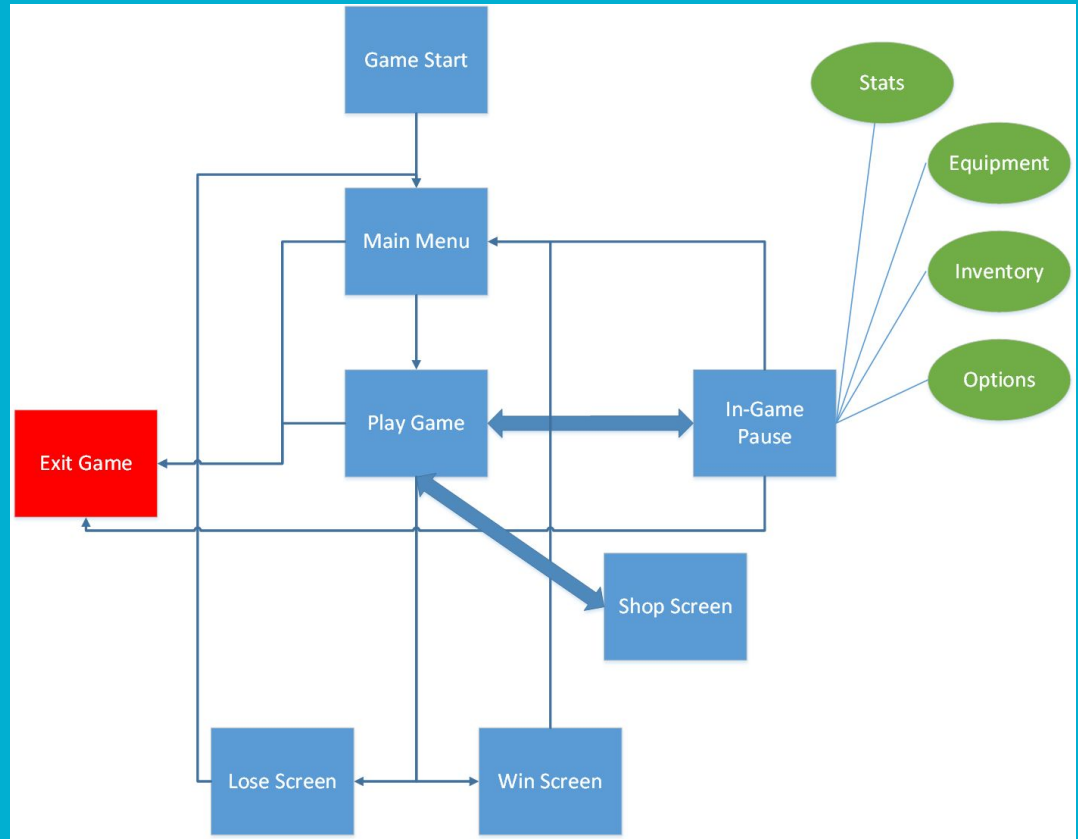 Game Start
Stats
Equipment
Main Menu
Inventory
Options
Play Game
In-Game
Pause
Exit Game
Shop Screen
Lose Screen
Win Screen